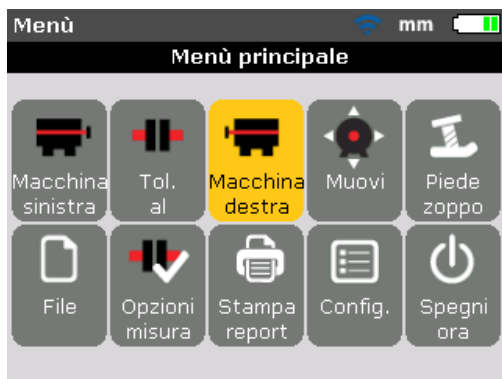 Menù
mm
Menù principale
Macchina
sinistra
Tol.
al
Macchina
destra
Muovi
Piede
zoppo
File
Opzioni
misura
Stampa
report
Config.
Spegni
ora